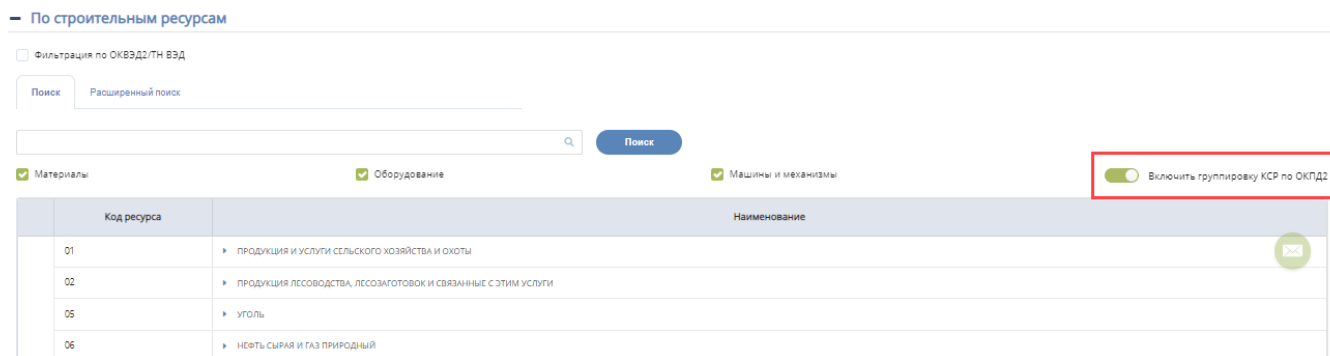 По строительным ресурсам
Фильтрация по ОКВЭД2/ТН ВЭД
Поиск Расширенный поиск
Поиск
Материалы Оборудование Машины и механизмы Включить группировку КСР по ОКПД2
Код ресурса Наименование
01 ПРОДУКЦИЯ И УСЛУГИ СЕЛЬСКОГО ХОЗЯЙСТВА И ОХОТЫ
02 ПРОДУКЦИЯ ЛЕСОВОДСТВА, ЛЕСОЗАГОТОВОК И СВЯЗАННЫЕ С ЭТИМ УСЛУГИ
05 УГОЛЬ
06 НЕФТЬ СЫРАЯ И ГАЗ ПРИРОДНЫЙ